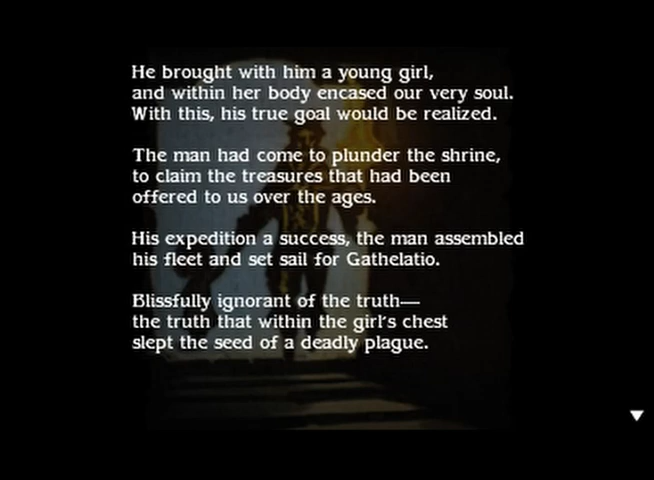 He brought with him a young girl,
and within her body encased our very soul.
With this, his true goal would be realized.
The man had come to plunder the shrine,
to claim the treasures that had been
offered to us over the ages.
His expedition a success, the man assembled
his fleet and set sail for Gathelatio.
Blissfully ignorant of the truth—
the truth that within the girl's chest
slept the seed of a deadly plague.